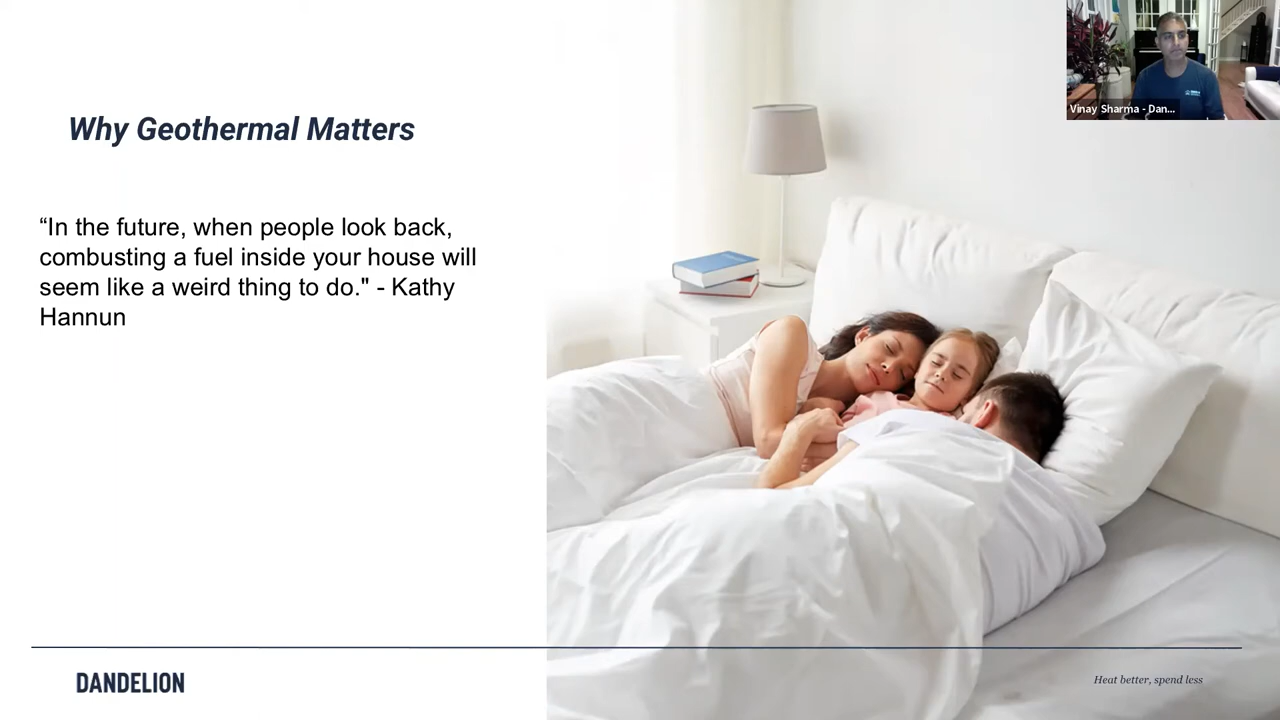 Vinay Sharma - Dan...
Why Geothermal Matters
“In the future, when people look back,
combusting a fuel inside your house will
seem like a weird thing to do." - Kathy
Hannun
DANDELION
Heat better, spend less